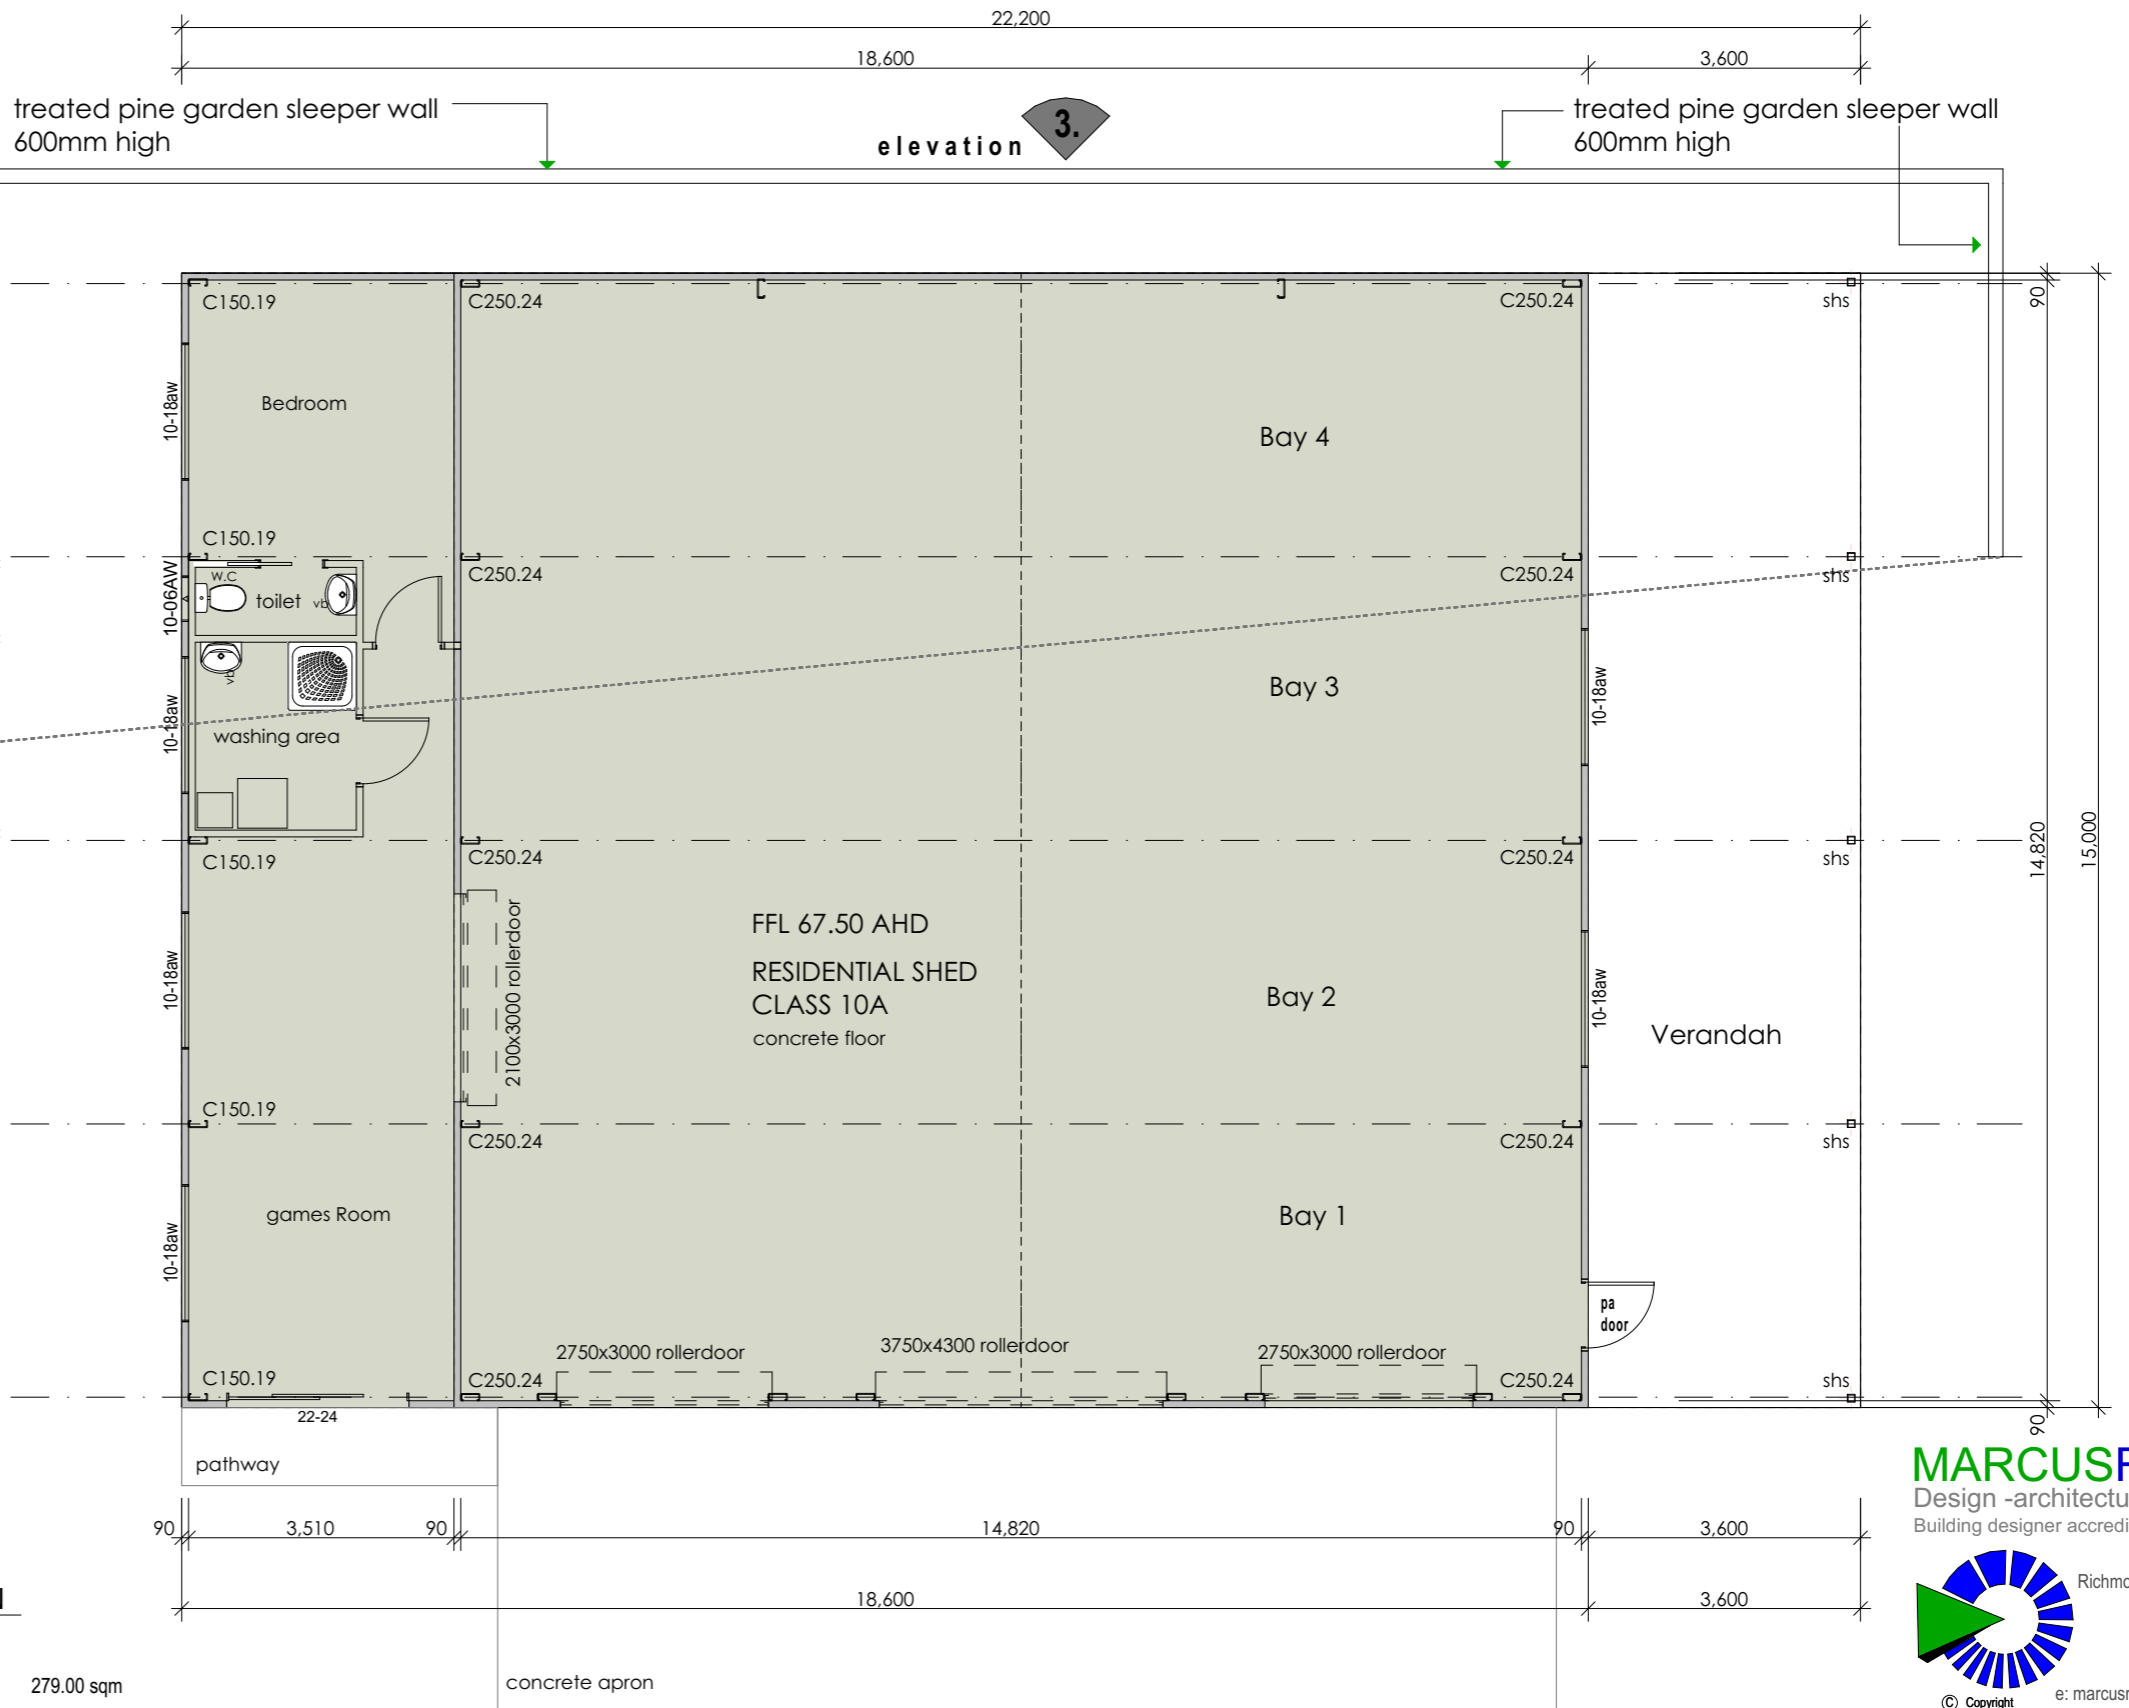 22,200
18,600
3,600
treated pine garden sleeper wall
600mm high
elevation
3.
treated pine garden sleeper wall
600mm high
C150.19
C250.24
C250.24
shs
90
10-18aw
Bedroom
Bay 4
C150.19
C250.24
C250.24
shs
10-06AW
W.C
toilet
vb
vb
10-18aw
washing area
Bay 3
10-18aw
C150.19
C250.24
C250.24
shs
14,820
15,000
10-18aw
2100x3000 rollerdoor
FFL 67.50 AHD
RESIDENTIAL SHED
CLASS 10A
concrete floor
Bay 2
10-18aw
Verandah
C150.19
C250.24
C250.24
shs
10-18aw
games Room
Bay 1
pa
door
2750x3000 rollerdoor
3750x4300 rollerdoor
2750x3000 rollerdoor
C150.19
C250.24
C250.24
shs
22-24
90
pathway
MARCUS
Design -architectu
Building designer accredi
90
3,510
90
14,820
90
3,600
Richmo
18,600
3,600
279.00 sqm
concrete apron
© Copyright
e: marcusr